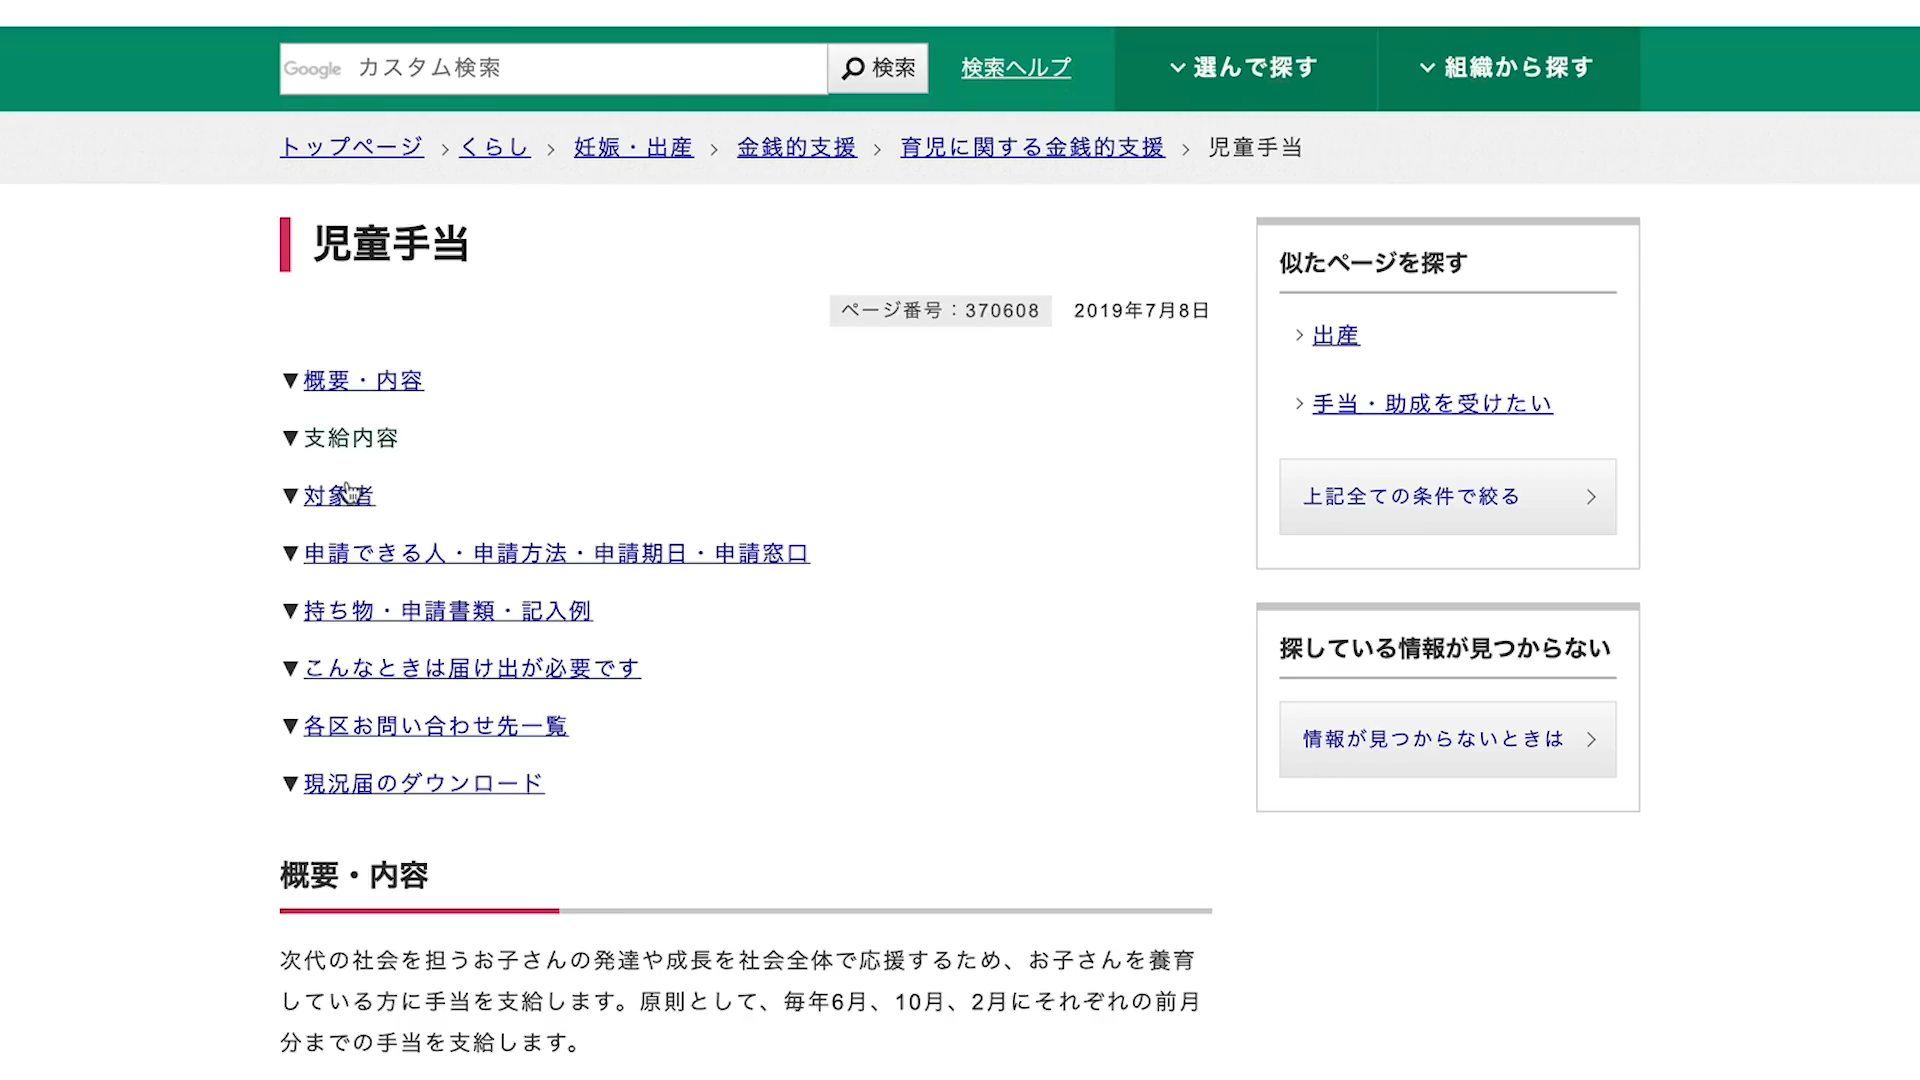 Google カスタム検索 検索 検索ヘルプ 選んで探す 組織から探す
トップページ > くらし > 妊娠・出産 > 金銭的支援 > 育児に関する金銭的支援 > 児童手当
児童手当
ページ番号：370608 2019年7月8日
▼概要・内容
▼支給内容
▼対象者
▼申請できる人・申請方法・申請期日・申請窓口
▼持ち物・申請書類・記入例
▼こんなときは届け出が必要です
▼各区お問い合わせ先一覧
▼現況届のダウンロード
概要・内容
次代の社会を担うお子さんの発達や成長を社会全体で応援するため、お子さんを養育
している方に手当を支給します。原則として、毎年6月、10月、2月にそれぞれの前月
分までの手当を支給します。
似たページを探す
出産
手当・助成を受けたい
上記全ての条件で絞る
探している情報が見つからない
情報が見つからないときは